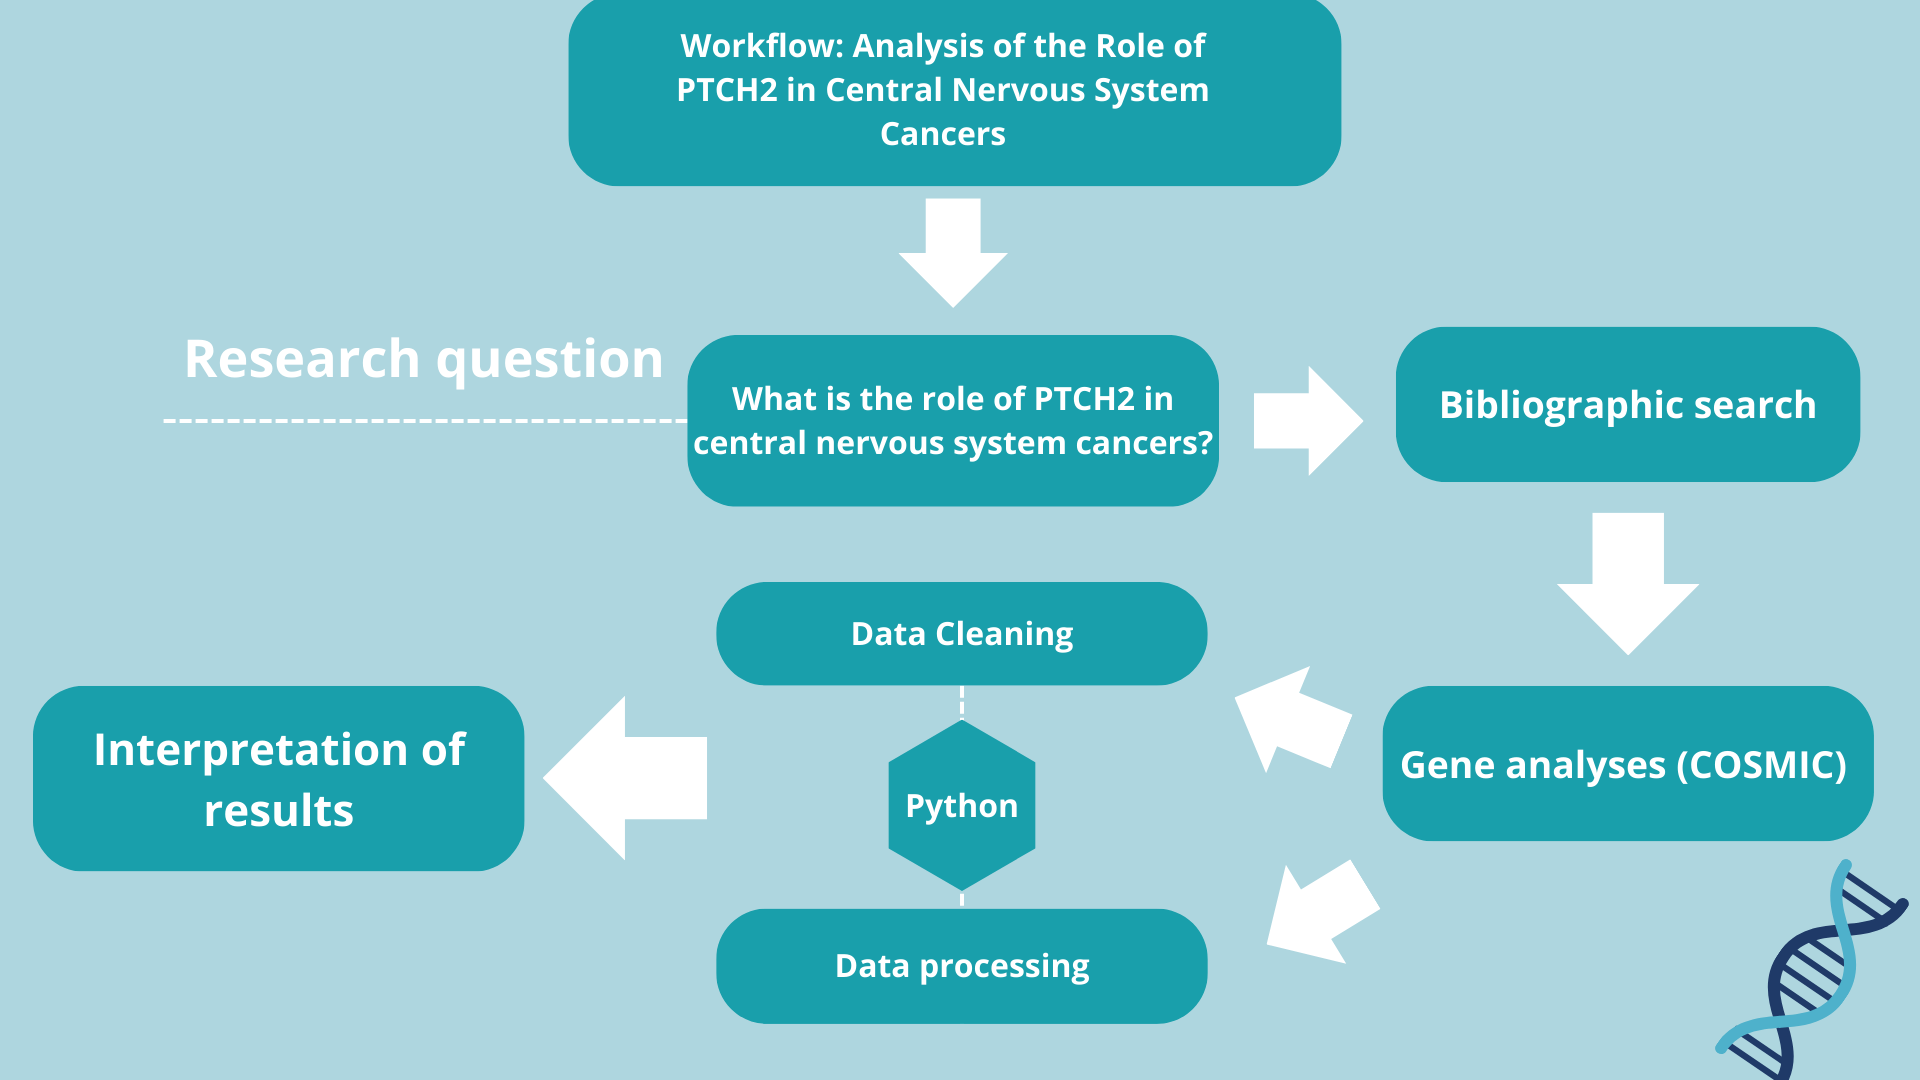 Workflow: Analysis of the Role of
PTCH2 in Central Nervous System
Cancers
Research question
What is the role of PTCH2 in
central nervous system cancers?
Bibliographic search
Data Cleaning
Python
Data processing
Gene analyses (COSMIC)
Interpretation of
results